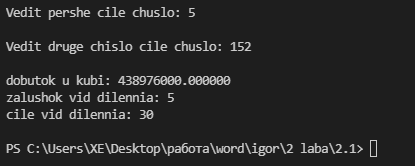 Vedit pershe cile chuslo: 5
Vedit druge chislo cile chuslo: 152
dobutok u kubi: 438976000.000000
zalushok vid dilennia: 5
cile vid dilennia: 30
PS C:\Users\XE\Desktop\работа\word\igor\2 laba\2.1>